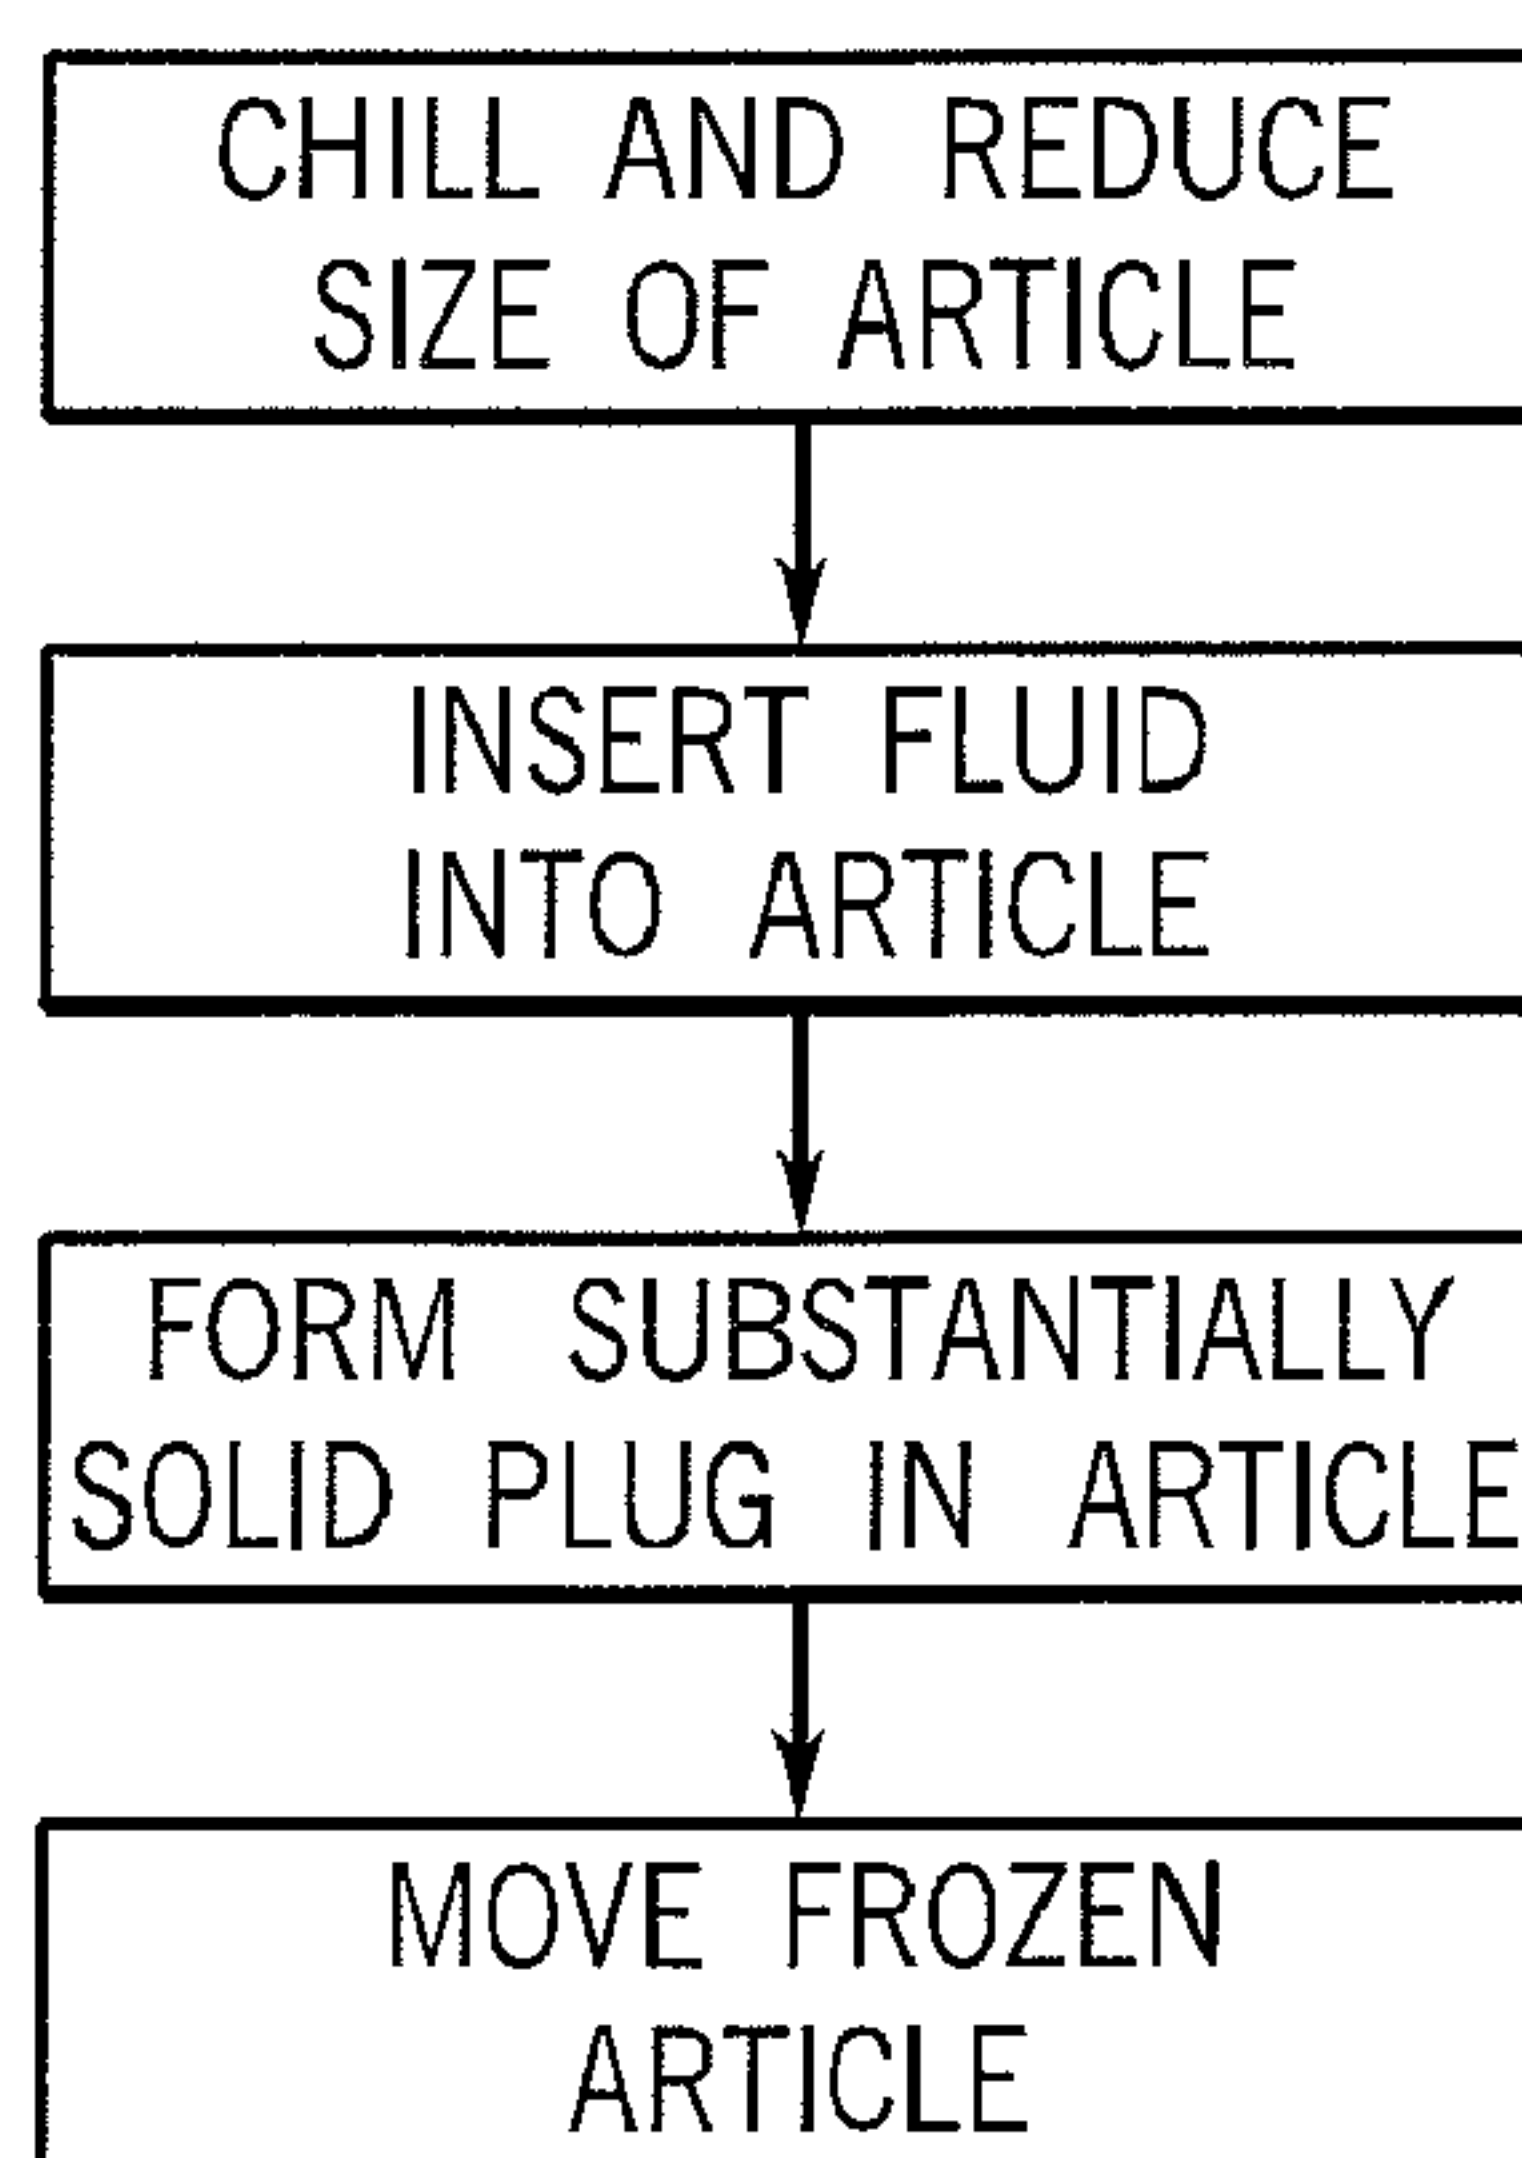 CHILL AND REDUCE
SIZE OF ARTICLE
INSERT FLUID
INTO ARTICLE
FORM SUBSTANTIALLY
SOLID PLUG IN ARTICLE
MOVE FROZEN
ARTICLE